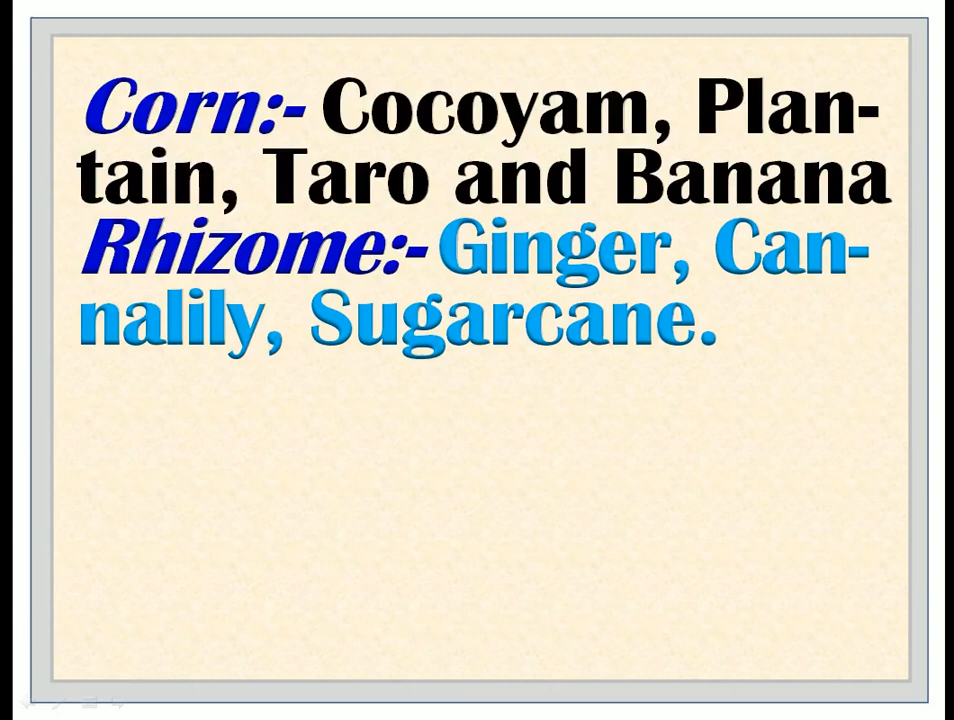 Corn:- Cocoyam, Plan-
tain, Taro and Banana
Rhizome:- Ginger, Can-
nalily, Sugarcane.